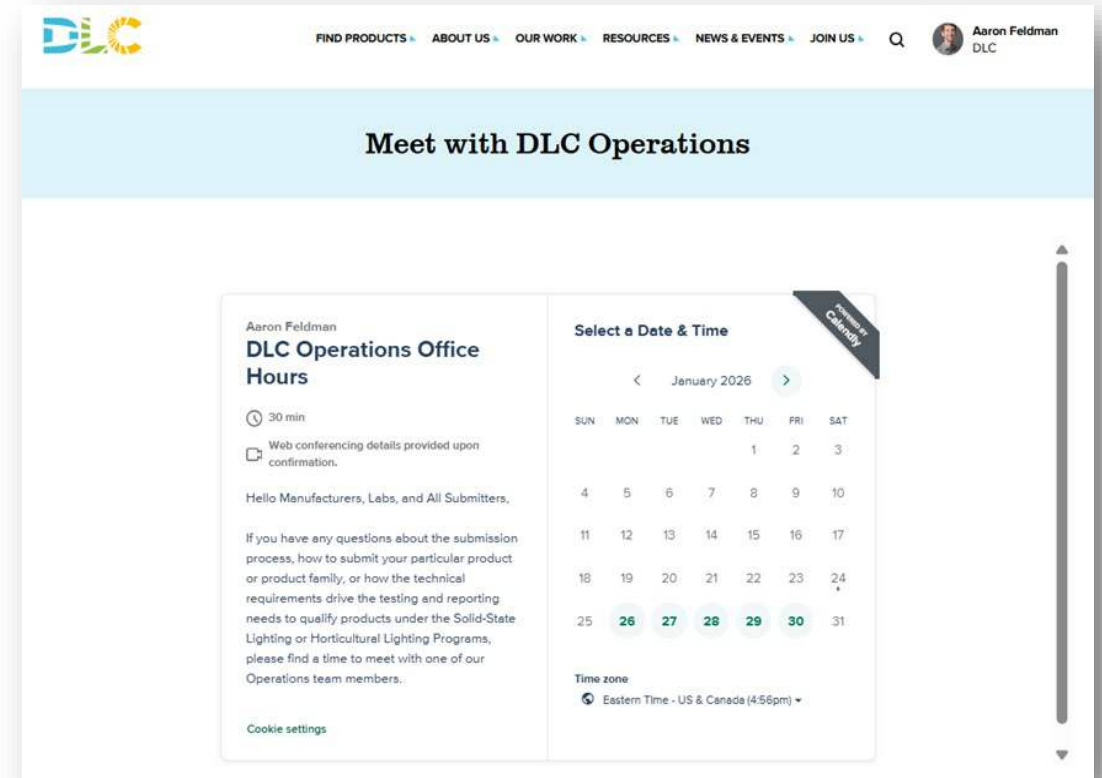 DLC
FIND PRODUCTS ABOUT US OUR WORK RESOURCES NEWS & EVENTS JOIN US
Aaron Feldman
DLC
Meet with DLC Operations
Aaron Feldman
DLC Operations Office
Hours
30 min
Web conferencing details provided upon
confirmation.
Hello Manufacturers, Labs, and All Submitters,
If you have any questions about the submission
process, how to submit your particular product
or product family, or how the technical
requirements drive the testing and reporting
needs to qualify products under the Solid-State
Lighting or Horticultural Lighting Programs,
please find a time to meet with one of our
Operations team members.
Cookie settings
POWERED BY
Calendly
Select a Date & Time
January 2026
SUN MON TUE WED THU FRI SAT
1 2 3
4 5 6 7 8 9 10
11 12 13 14 15 16 17
18 19 20 21 22 23 24
25 26 27 28 29 30 31
Time zone
Eastern Time - US & Canada (4:56pm)